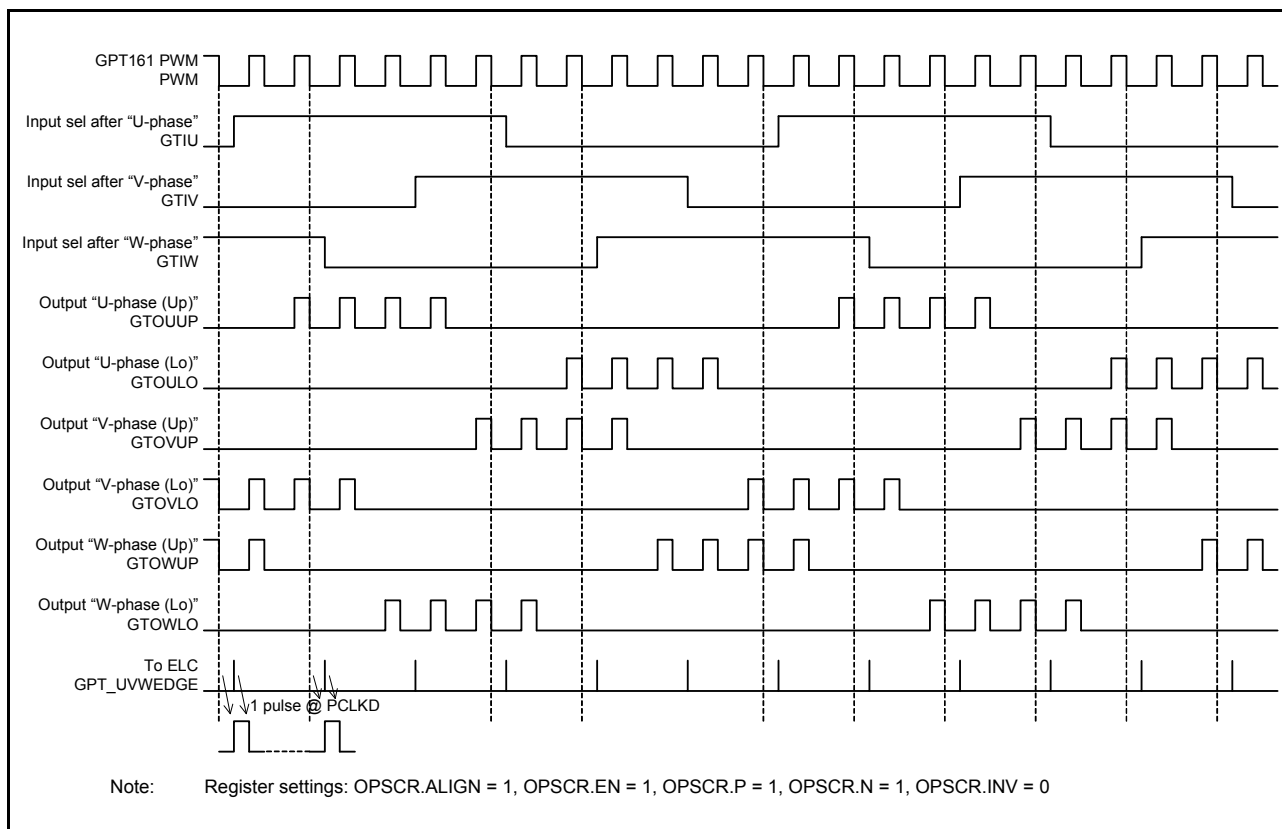 GPT161 PWM
PWM
Input sel after “U-phase”
GTIU
Input sel after “V-phase”
GTIV
Input sel after “W-phase”
GTIW
Output “U-phase (Up)”
GTOUUP
Output “U-phase (Lo)”
GTOULO
Output “V-phase (Up)”
GTOVUP
Output “V-phase (Lo)”
GTOVLO
Output “W-phase (Up)”
GTOWUP
Output “W-phase (Lo)”
GTOWLO
To ELC
GPT_UVWEDGE
1 pulse @ PCLKD
Note: Register settings: OPSCR.ALIGN = 1, OPSCR.EN = 1, OPSCR.P = 1, OPSCR.N = 1, OPSCR.INV = 0